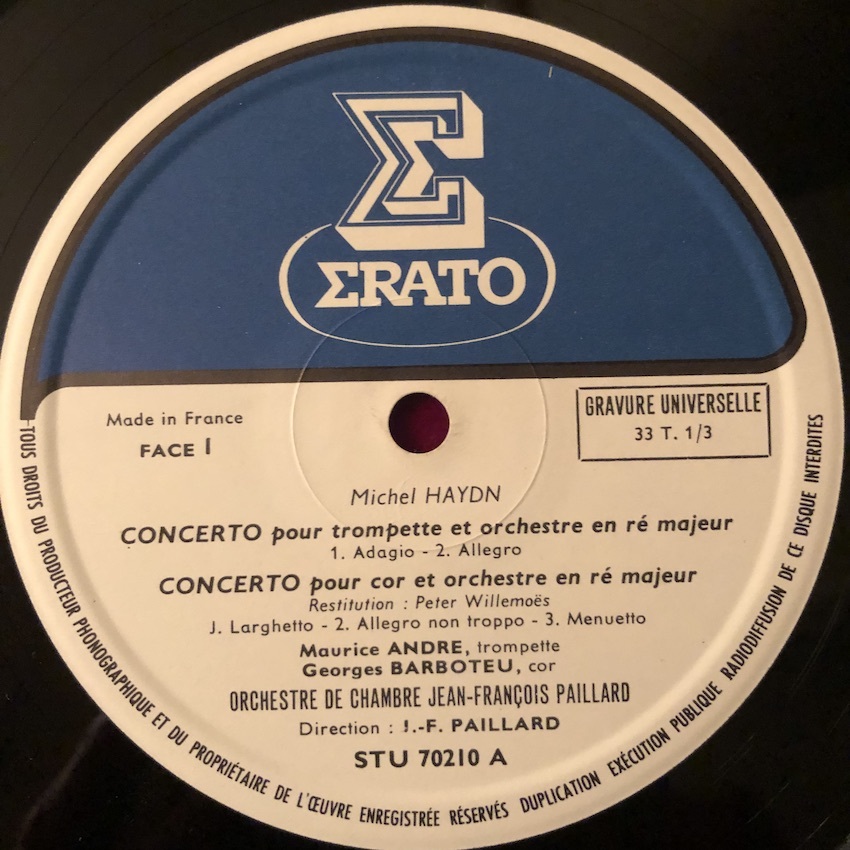 Σ
ΣRATO
Made in France
FACE I
GRAVURE UNIVERSELLE
33 T. 1/3
Michel HAYDN
CONCERTO pour trompette et orchestre en ré majeur
1. Adagio - 2. Allegro
CONCERTO pour cor et orchestre en ré majeur
Restitution : Peter Willemoës
J. Larghetto - 2. Allegro non troppo - 3. Menuetto
Maurice ANDRE, trompette
Georges BARBOTEU, cor
ORCHESTRE DE CHAMBRE JEAN-FRANÇOIS PAILLARD
Direction : J.-F. PAILLARD
STU 70210 A
TOUS DROITS DU PRODUCTEUR PHONOGRAPHIQUE ET DU PROPRIÉTAIRE DE L'ŒUVRE ENREGISTRÉE RÉSERVÉS DUPLICATION EXÉCUTION PUBLIQUE RADIODIFFUSION DE CE DISQUE INTERDITES